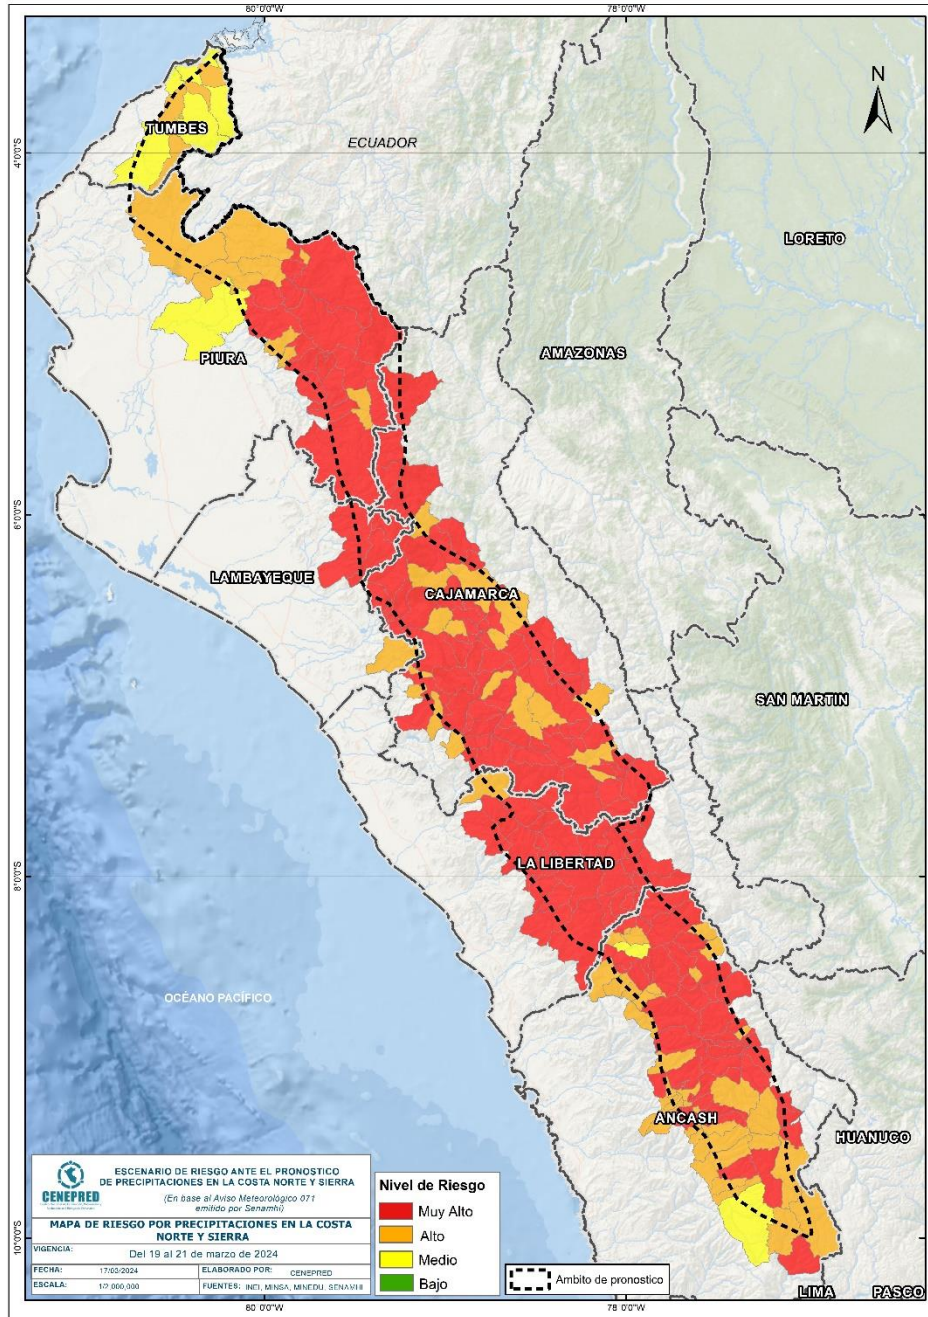 80°0'0"W
78°0'0"W
N
TUMBES
ECUADOR
4°0'0"S
LORETO
AMAZONAS
PIURA
6°0'0"S
LAMBAYEQUE
CAJAMARCA
SAN MARTIN
LA LIBERTAD
8°0'0"S
OCÉANO PACÍFICO
ANCASH
HUANUCO
10°0'0"S
LIMA
PASCO
CENEPRED
ESCENARIO DE RIESGO ANTE EL PRONOSTICO
DE PRECIPITACIONES EN LA COSTA NORTE Y SIERRA
(En base al Aviso Meteorológico 071
emitido por Senamhi)
MAPA DE RIESGO POR PRECIPITACIONES EN LA COSTA
NORTE Y SIERRA
VIGENCIA:
Del 19 al 21 de marzo de 2024
FECHA:
17/03/2024
ELABORADO POR:
CENEPRED
ESCALA:
1/2,000,000
FUENTES:
INEI, MINSA, MINEDU, SENAMHI
Nivel de Riesgo
Muy Alto
Alto
Medio
Bajo
Ambito de pronostico
80°0'0"W
78°0'0"W